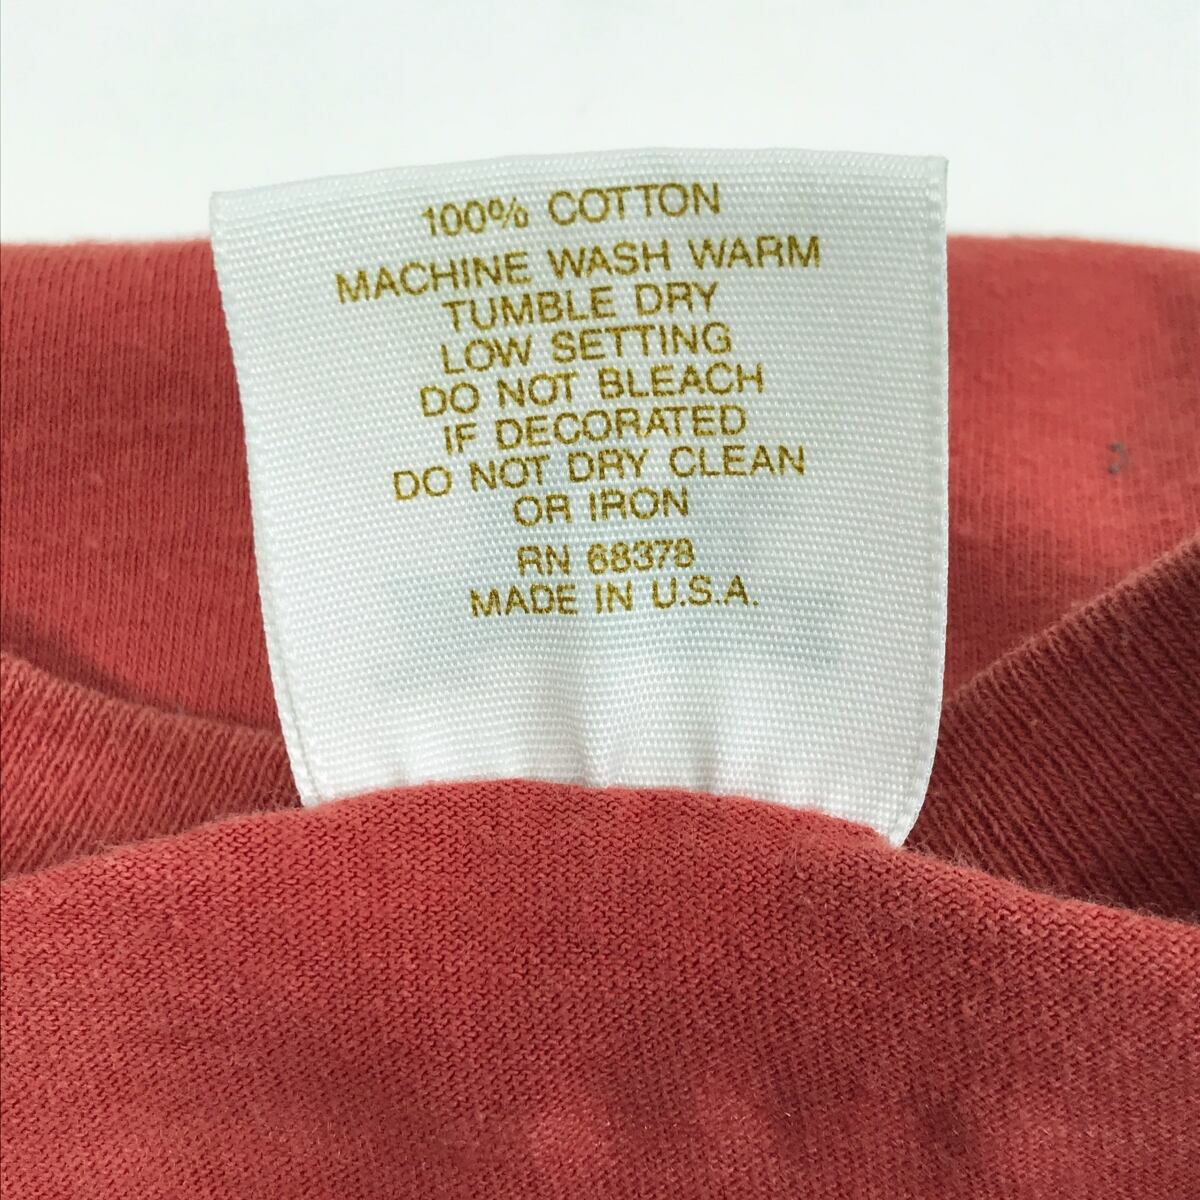 100% COTTON
MACHINE WASH WARM
TUMBLE DRY
LOW SETTING
DO NOT BLEACH
IF DECORATED
DO NOT DRY CLEAN
OR IRON
RN 68378
MADE IN U.S.A.